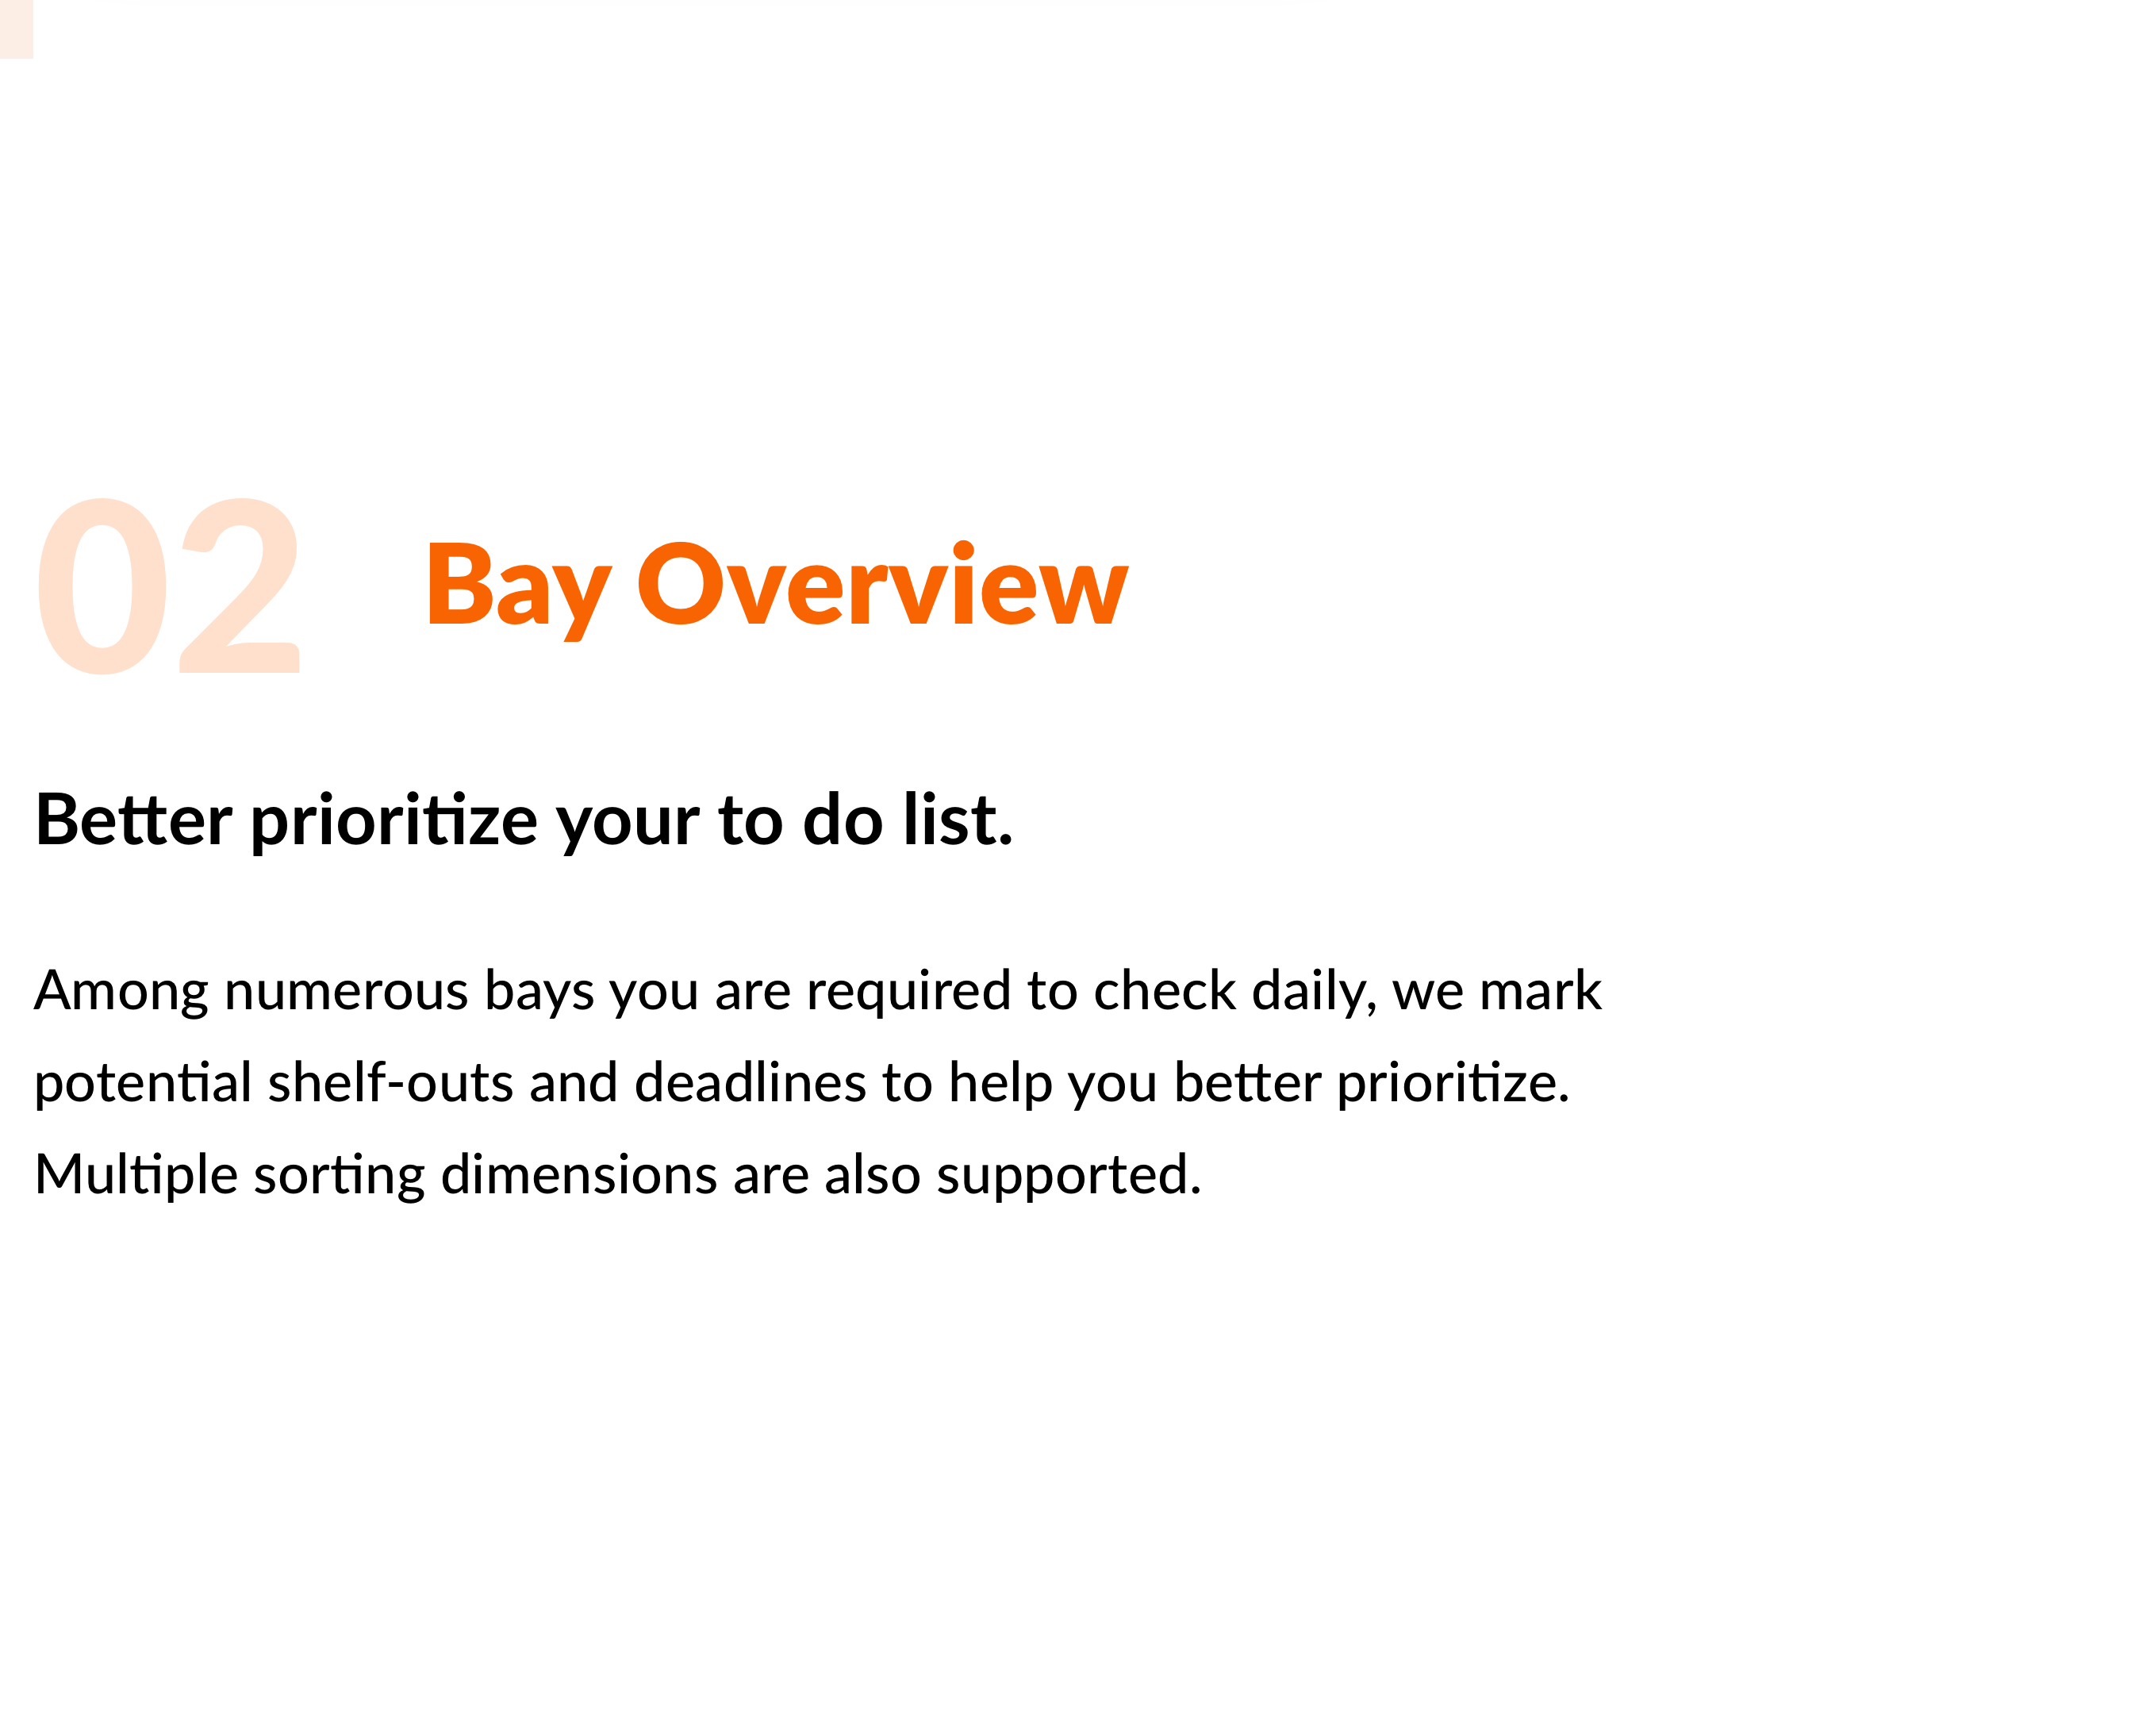 02 Bay Overview
Better prioritize your to do list.
Among numerous bays you are required to check daily, we mark
potential shelf-outs and deadlines to help you better prioritize.
Multiple sorting dimensions are also supported.